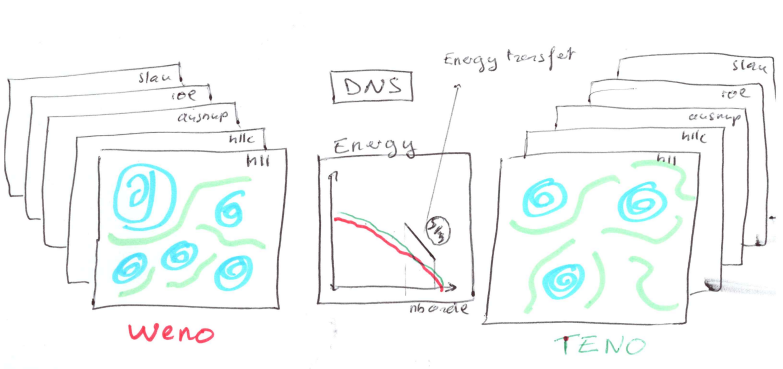 slau
roe
ausmup
hllc
hll
Weno
DNS
Energy transfer
Energy
5/3
nb onde
slau
roe
ausmup
hllc
hll
TENO